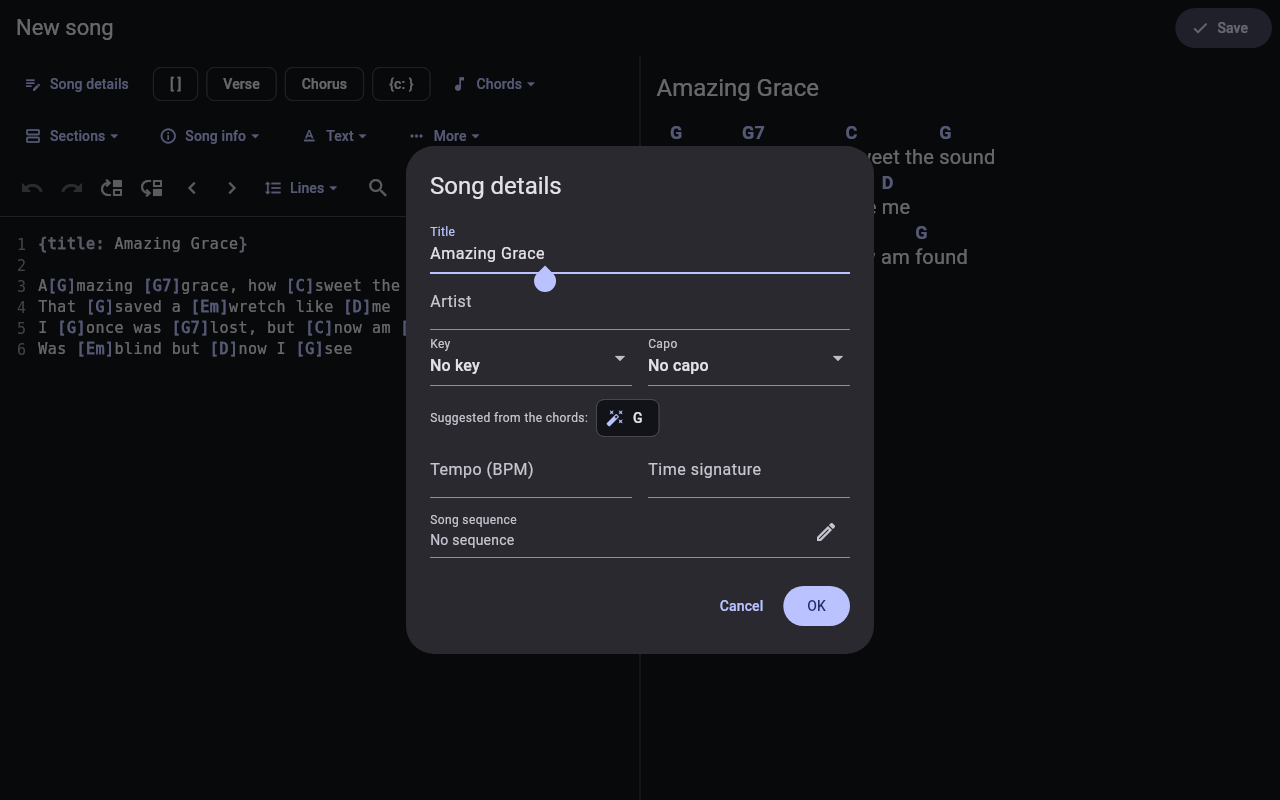 New song
Save
Song details
[ ]
Verse
Chorus
{c: }
Chords
Sections
Song info
Text
More
Lines
1 {title: Amazing Grace}
2
3 A[G]mazing [G7]grace, how [C]sweet the
4 That [G]saved a [Em]wretch like [D]me
5 I [G]once was [G7]lost, but [C]now am [
6 Was [Em]blind but [D]now I [G]see
Amazing Grace
G G7 C G
weet the sound
D
me
G
am found
Song details
Title
Amazing Grace
Artist
Key
No key
Capo
No capo
Suggested from the chords:
G
Tempo (BPM)
Time signature
Song sequence
No sequence
Cancel
OK